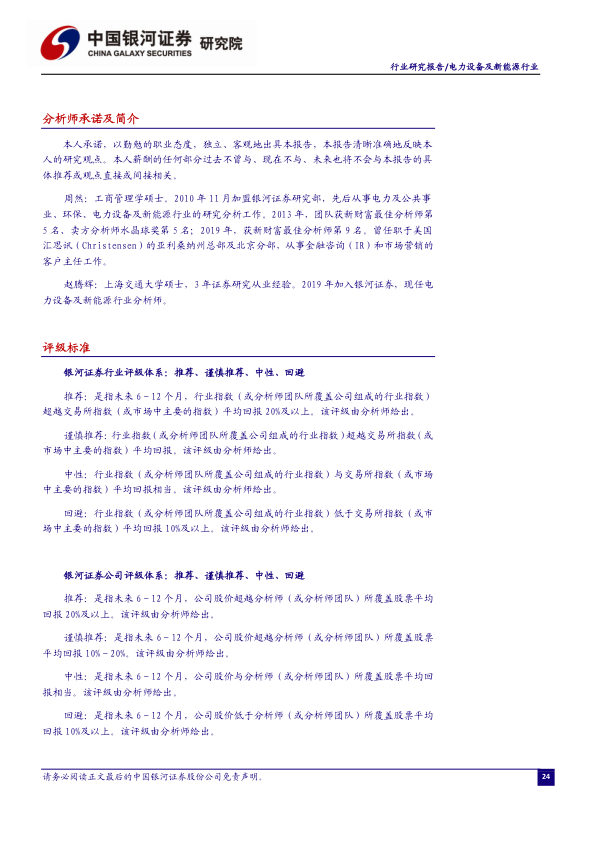 中国银河证券 研究院
CHINA GALAXY SECURITIES
行业研究报告/电力设备及新能源行业
分析师承诺及简介
本人承诺，以勤勉的职业态度，独立、客观地出具本报告，本报告清晰准确地反映本
人的研究观点。本人薪酬的任何部分过去不曾与、现在不与、未来也将不会与本报告的具
体推荐或观点直接或间接相关。
周然：工商管理学硕士。2010 年 11 月加盟银河证券研究部，先后从事电力及公共事
业、环保、电力设备及新能源行业的研究分析工作。2013 年，团队获新财富最佳分析师第
5 名、卖方分析师水晶球奖第 5 名；2019 年，获新财富最佳分析师第 9 名。曾任职于美国
汇思讯（Christensen）的亚利桑纳州总部及北京分部，从事金融咨询（IR）和市场营销的
客户主任工作。
赵腾辉：上海交通大学硕士，3 年证券研究从业经验。2019 年加入银河证券，现任电
力设备及新能源行业分析师。
评级标准
银河证券行业评级体系：推荐、谨慎推荐、中性、回避
推荐：是指未来 6－12 个月，行业指数（或分析师团队所覆盖公司组成的行业指数）
超越交易所指数（或市场中主要的指数）平均回报 20%及以上。该评级由分析师给出。
谨慎推荐：行业指数（或分析师团队所覆盖公司组成的行业指数）超越交易所指数（或
市场中主要的指数）平均回报。该评级由分析师给出。
中性：行业指数（或分析师团队所覆盖公司组成的行业指数）与交易所指数（或市场
中主要的指数）平均回报相当。该评级由分析师给出。
回避：行业指数（或分析师团队所覆盖公司组成的行业指数）低于交易所指数（或市
场中主要的指数）平均回报 10%及以上。该评级由分析师给出。
银河证券公司评级体系：推荐、谨慎推荐、中性、回避
推荐：是指未来 6－12 个月，公司股价超越分析师（或分析师团队）所覆盖股票平均
回报 20%及以上。该评级由分析师给出。
谨慎推荐：是指未来 6－12 个月，公司股价超越分析师（或分析师团队）所覆盖股票
平均回报 10%－20%。该评级由分析师给出。
中性：是指未来 6－12 个月，公司股价与分析师（或分析师团队）所覆盖股票平均回
报相当。该评级由分析师给出。
回避：是指未来 6－12 个月，公司股价低于分析师（或分析师团队）所覆盖股票平均
回报 10%及以上。该评级由分析师给出。
请务必阅读正文最后的中国银河证券股份公司免责声明。
24